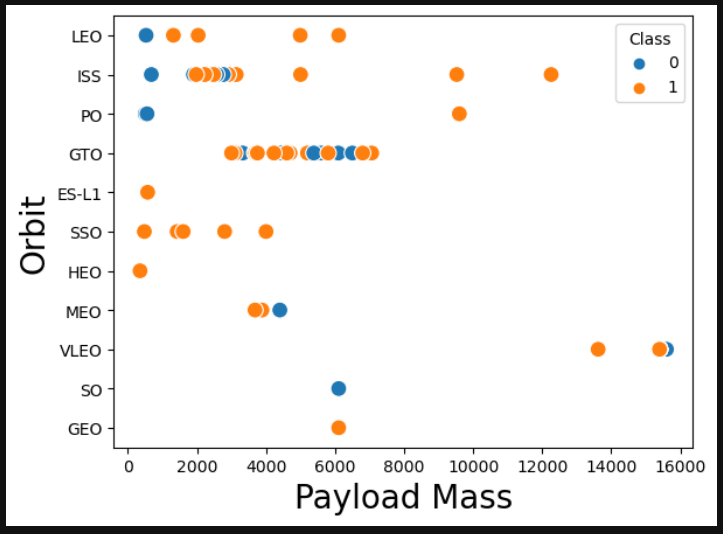 Class
0
1
LEO
ISS
PO
GTO
ES-L1
SSO
HEO
MEO
VLEO
SO
GEO
Orbit
0 2000 4000 6000 8000 10000 12000 14000 16000
Payload Mass